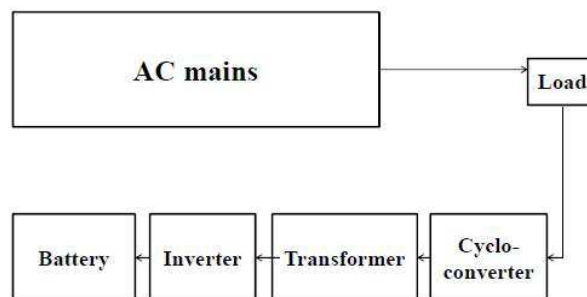 AC mains
Load
Battery
Inverter
Transformer
Cyclo-
converter